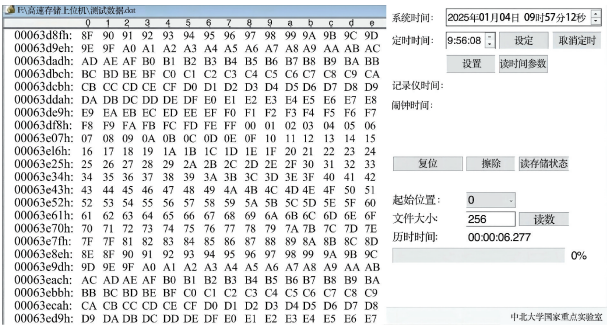 F:\高速存储上位机\测试数据.dat
0 1 2 3 4 5 6 7 8 9 a b c d e
00063d8fh: 8F 90 91 92 93 94 95 96 97 98 99 9A 9B 9C 9D
00063d9eh: 9E 9F A0 A1 A2 A3 A4 A5 A6 A7 A8 A9 AA AB AC
00063dadh: AD AE AF B0 B1 B2 B3 B4 B5 B6 B7 B8 B9 BA BB
00063dbch: BC BD BE BF C0 C1 C2 C3 C4 C5 C6 C7 C8 C9 CA
00063dcbh: CB CC CD CE CF D0 D1 D2 D3 D4 D5 D6 D7 D8 D9
00063ddah: DA DB DC DD DE DF E0 E1 E2 E3 E4 E5 E6 E7 E8
00063de9h: E9 EA EB EC ED EE EF F0 F1 F2 F3 F4 F5 F6 F7
00063df8h: F8 F9 FA FB FC FD FE FF 00 01 02 03 04 05 06
00063e07h: 07 08 09 0A 0B 0C 0D 0E 0F 10 11 12 13 14 15
00063el6h: 16 17 18 19 1A 1B 1C 1D 1E 1F 20 21 22 23 24
00063e25h: 25 26 27 28 29 2A 2B 2C 2D 2E 2F 30 31 32 33
00063e34h: 34 35 36 37 38 39 3A 3B 3C 3D 3E 3F 40 41 42
00063e43h: 43 44 45 46 47 48 49 4A 4B 4C 4D 4E 4F 50 51
00063e52h: 52 53 54 55 56 57 58 59 5A 5B 5C 5D 5E 5F 60
00063e61h: 61 62 63 64 65 66 67 68 69 6A 6B 6C 6D 6E 6F
00063e70h: 70 71 72 73 74 75 76 77 78 79 7A 7B 7C 7D 7E
00063e7fh: 7F 7F 81 82 83 84 85 86 87 88 89 8A 8B 8C 8D
00063e8eh: 8E 8F 90 91 92 93 94 95 96 97 98 99 9A 9B 9C
00063e9dh: 9D 9E 9F A0 A1 A2 A3 A4 A5 A6 A7 A8 A9 AA AB
00063each: AC AD AE AF B0 B1 B2 B3 B4 B5 B6 B7 B8 B9 BA
00063ebbh: BB BC BD BE BF C0 C1 C2 C3 C4 C5 C6 C7 C8 C9
00063ecah: CA CB CC CD CE CF D0 D1 D2 D3 D4 D5 D6 D7 D8
00063ed9h: D9 DA DB DC DD DE DF E0 E1 E2 E3 E4 E5 E6 E7
系统时间: 2025年01月04日 09时57分12秒
定时时间: 9:56:08 设定 取消定时
设置 读时间参数
记录仪时间:
闹钟时间:
复位 擦除 读存储状态
起始位置: 0
文件大小: 256 读数
历时时间: 00:00:06.277
0%
中北大学国家重点实验室